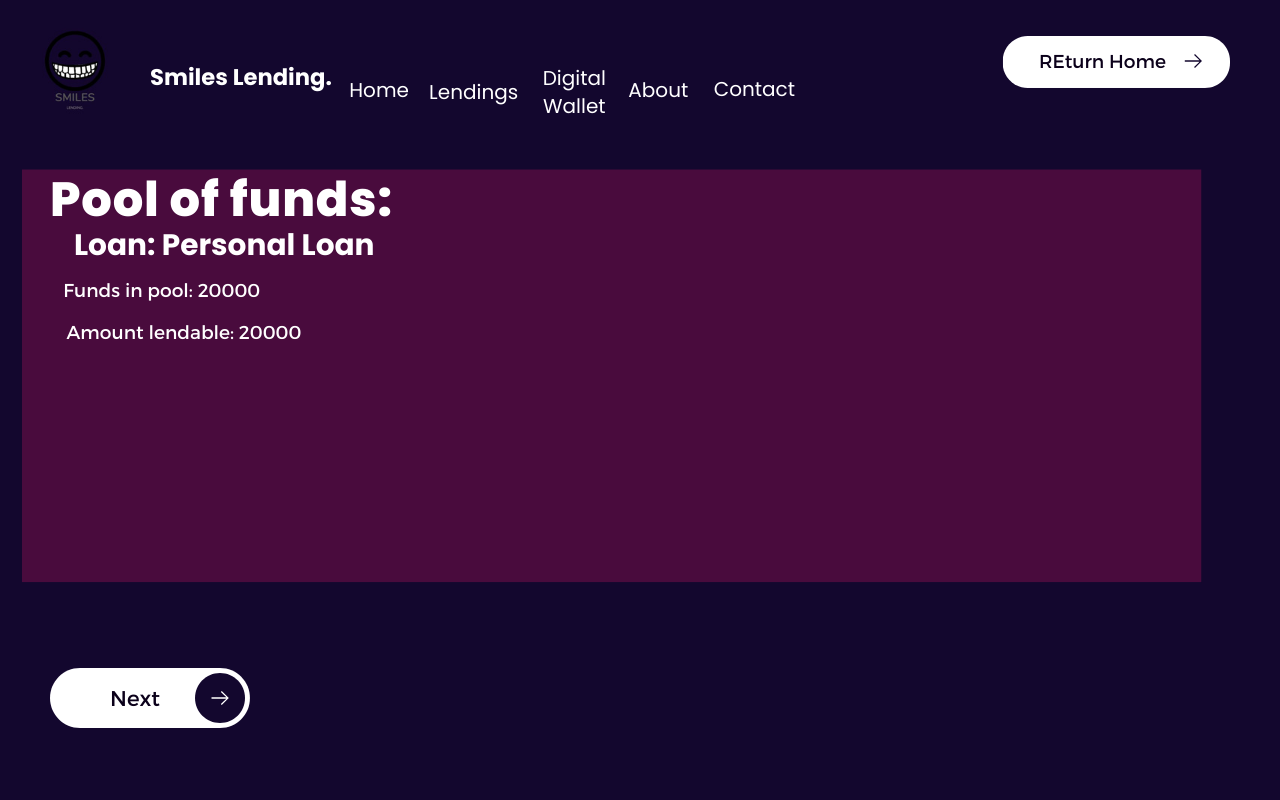 SMILES
LENDING
Smiles Lending.
Home
Lendings
Digital
Wallet
About
Contact
REturn Home
Pool of funds:
Loan: Personal Loan
Funds in pool: 20000
Amount lendable: 20000
Next